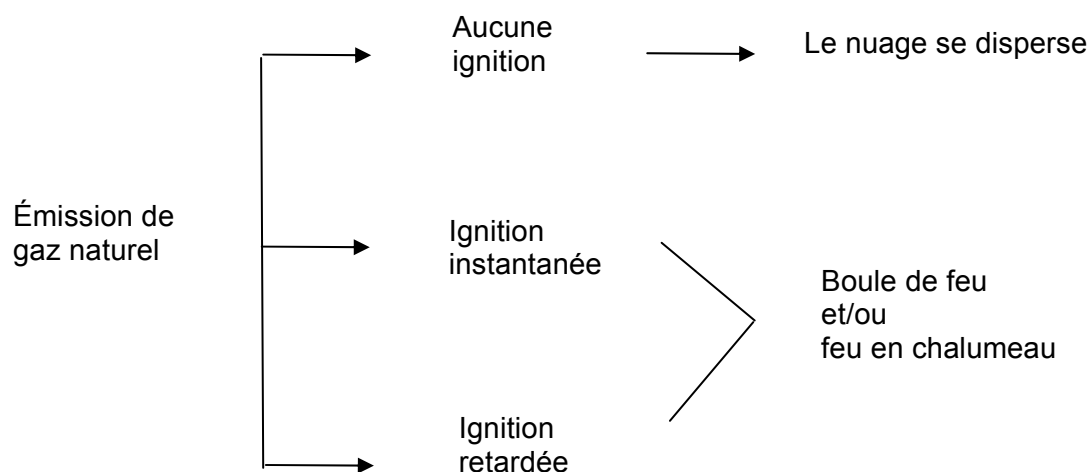 Aucune
ignition
Le nuage se disperse
Émission de
gaz naturel
Ignition
instantanée
Boule de feu
et/ou
feu en chalumeau
Ignition
retardée